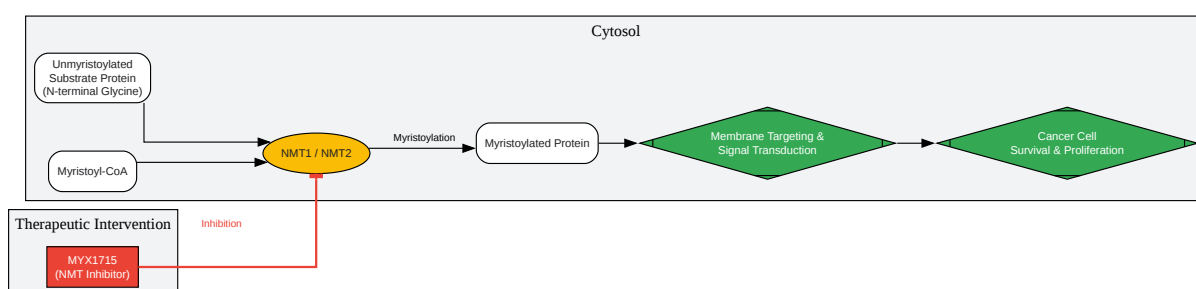 Cytosol
Unmyristoylated
Substrate Protein
(N-terminal Glycine)
Myristoyl-CoA
NMT1 / NMT2
Myristoylation
Myristoylated Protein
Membrane Targeting &
Signal Transduction
Cancer Cell
Survival & Proliferation
Therapeutic Intervention
Inhibition
MYX1715
(NMT Inhibitor)